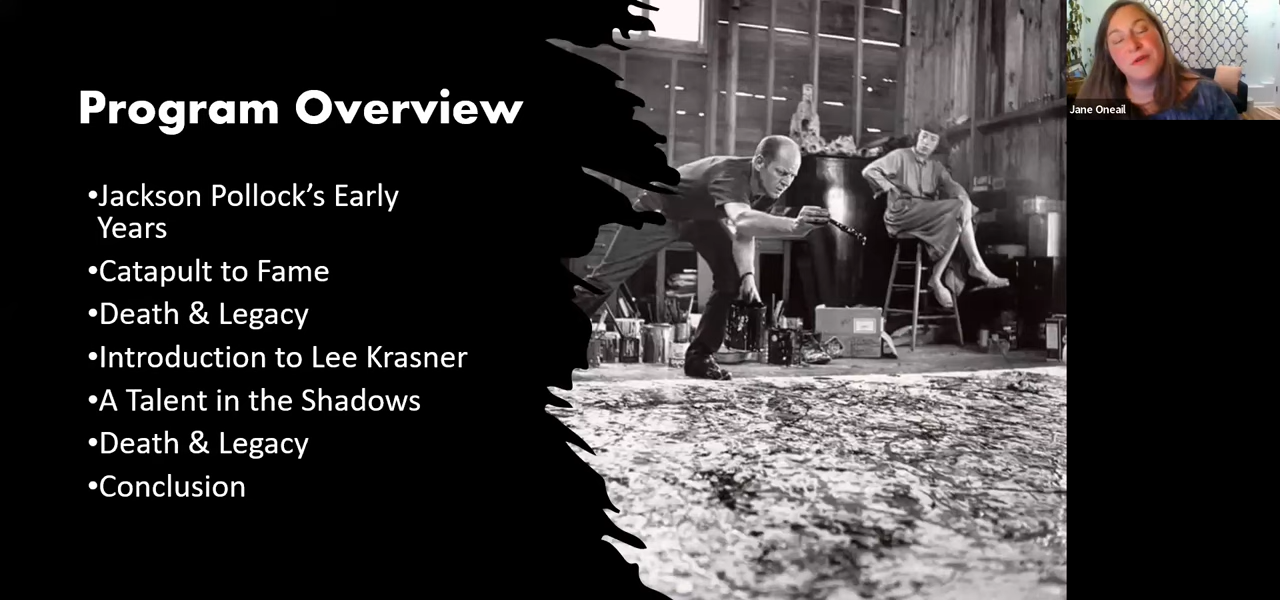 Program Overview
•Jackson Pollock’s Early
Years
•Catapult to Fame
•Death & Legacy
•Introduction to Lee Krasner
•A Talent in the Shadows
•Death & Legacy
•Conclusion
Jane Oneail